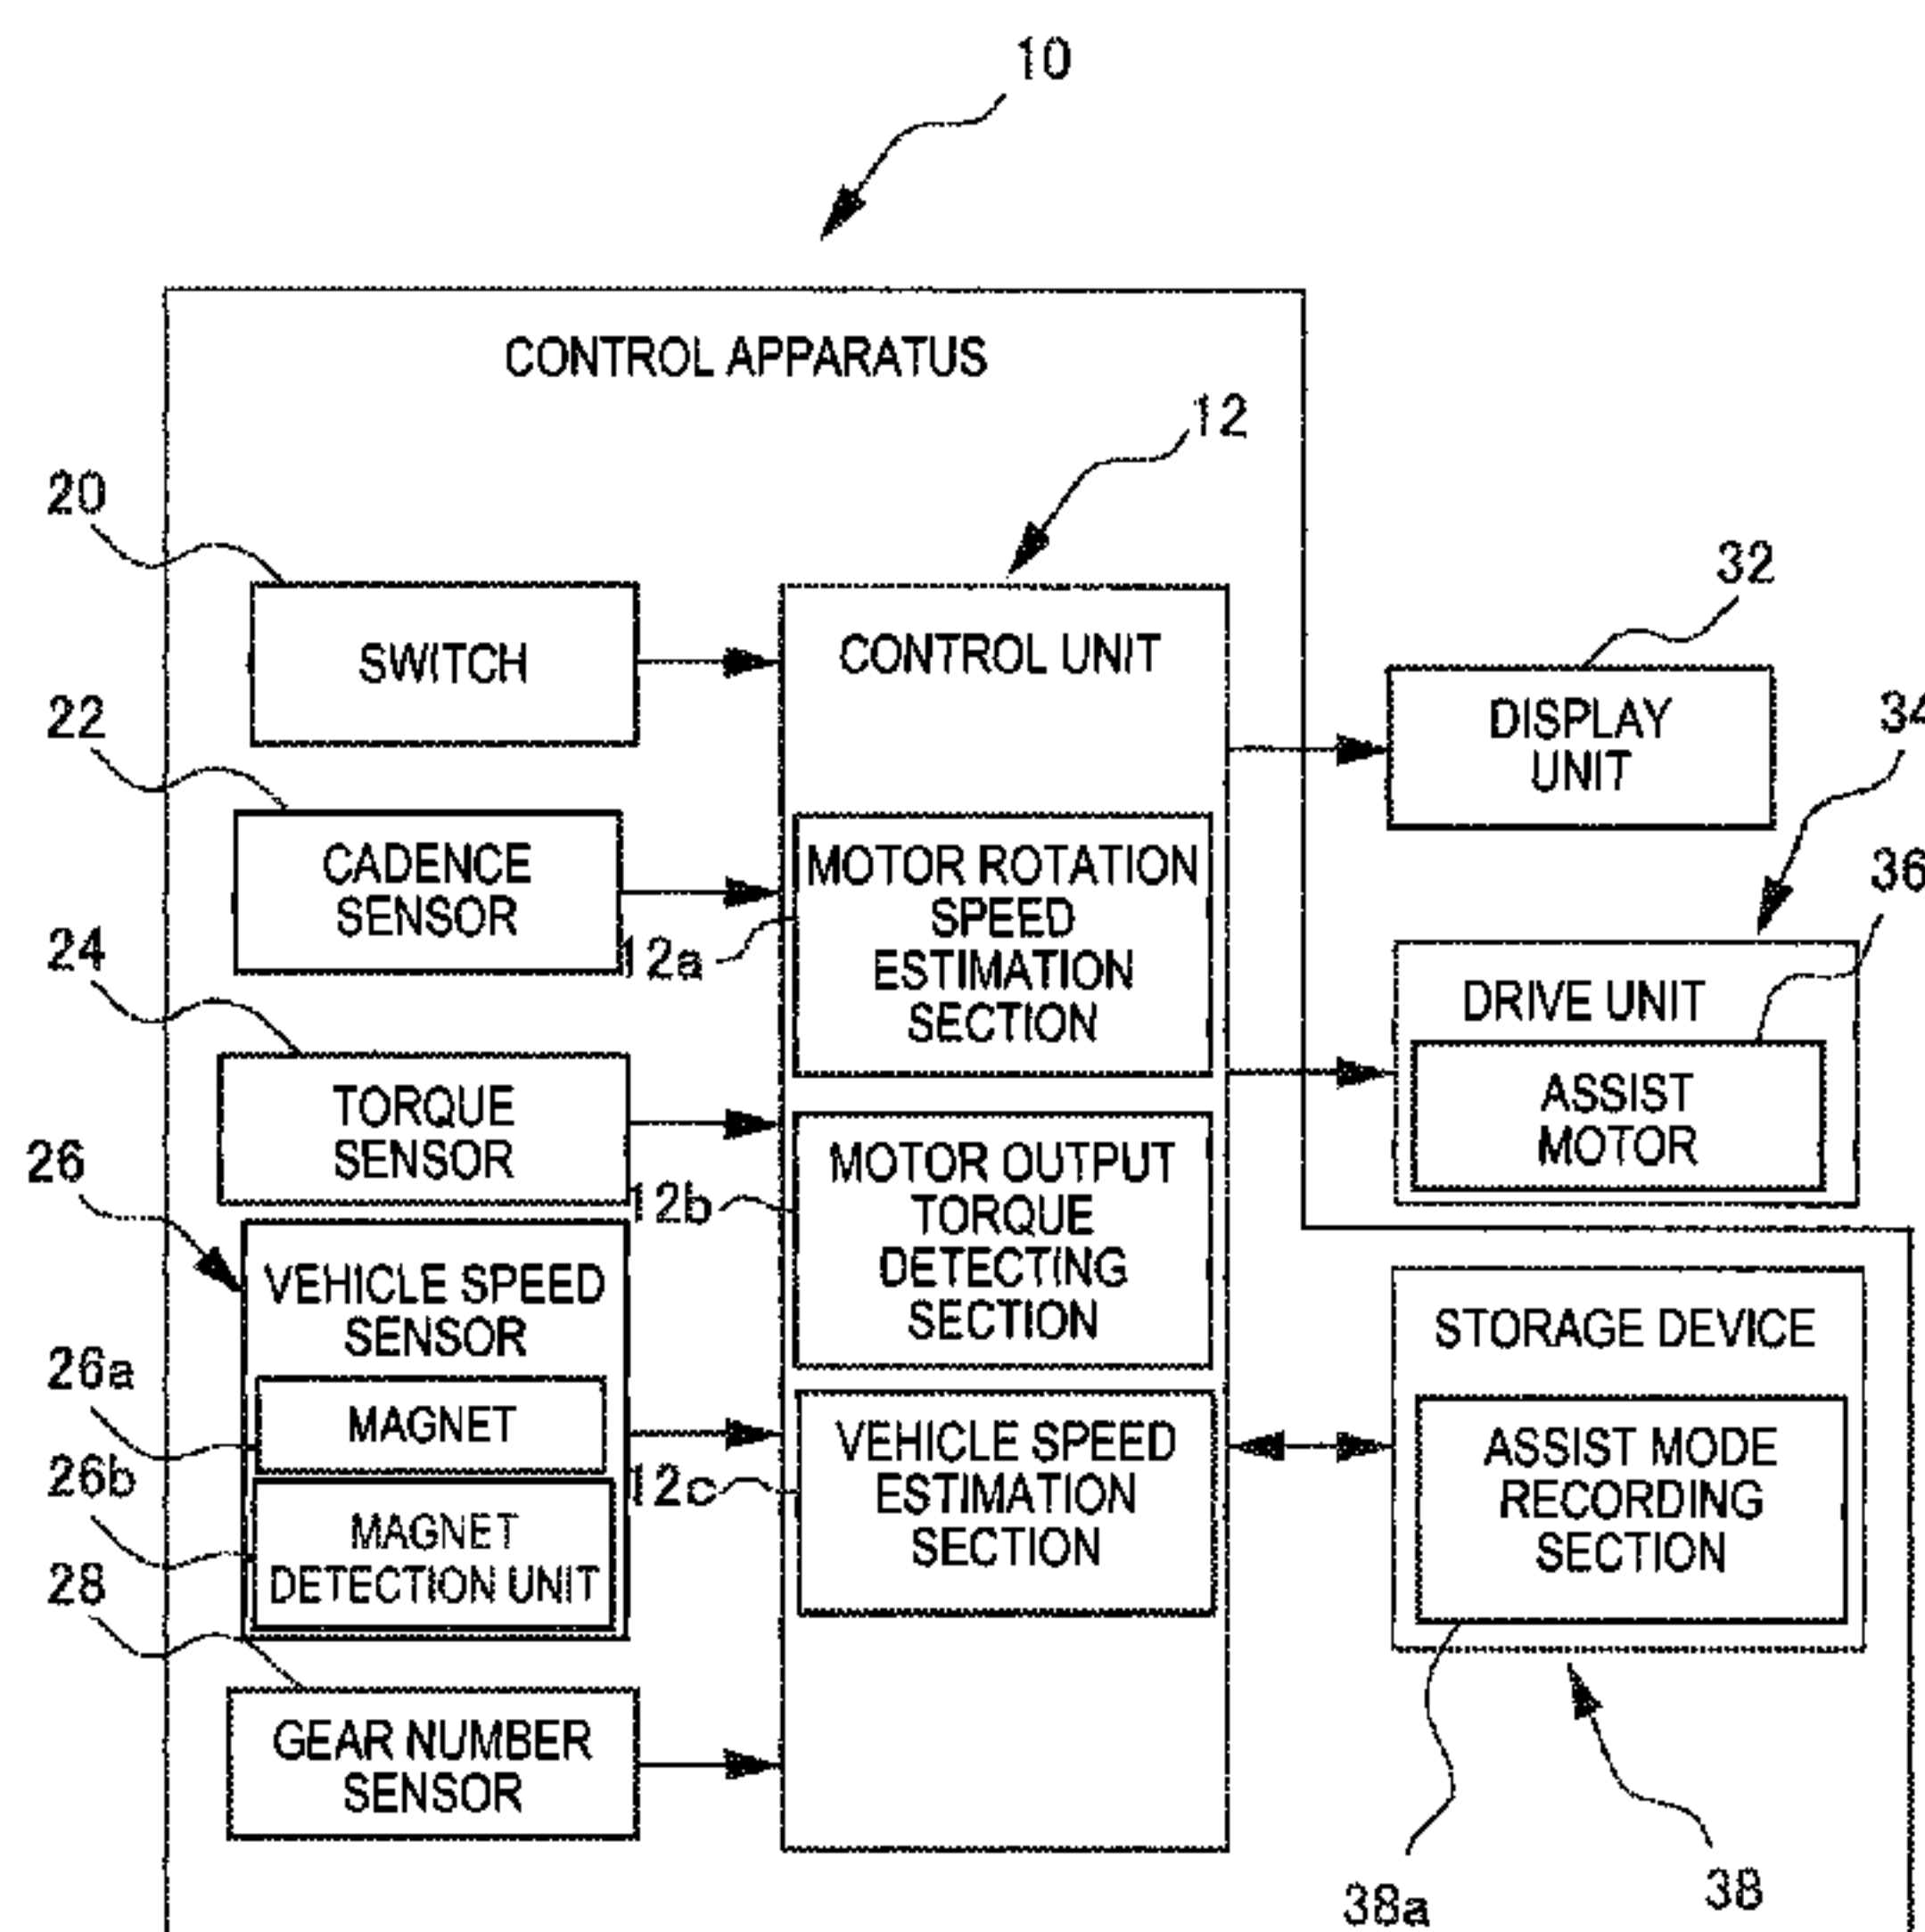 10
CONTROL APPARATUS
12
20
SWITCH
CONTROL UNIT
32
DISPLAY
UNIT
22
CADENCE
SENSOR
12a
MOTOR ROTATION
SPEED
ESTIMATION
SECTION
34
36
DRIVE UNIT
ASSIST
MOTOR
24
TORQUE
SENSOR
12b
MOTOR OUTPUT
TORQUE
DETECTING
SECTION
26
VEHICLE SPEED
SENSOR
26a
MAGNET
26b
MAGNET
DETECTION UNIT
12c
VEHICLE SPEED
ESTIMATION
SECTION
STORAGE DEVICE
ASSIST MODE
RECORDING
SECTION
28
GEAR NUMBER
SENSOR
38a
38